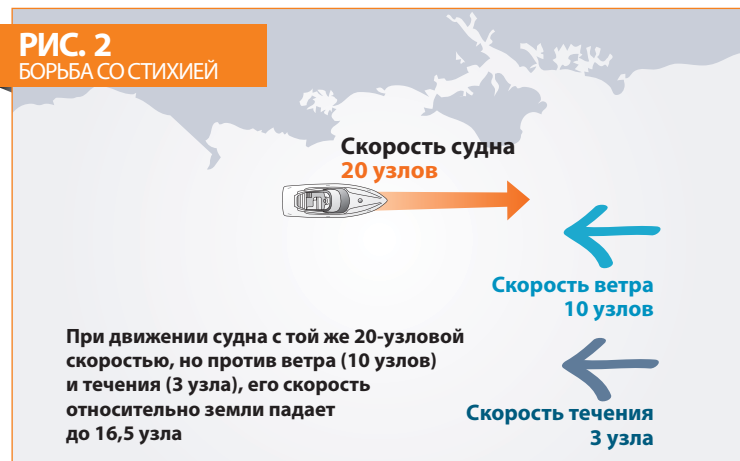 РИС. 2
БОРЬБА СО СТИХИЕЙ
Скорость судна
20 узлов
Скорость ветра
10 узлов
При движении судна с той же 20-узловой
скоростью, но против ветра (10 узлов)
и течения (3 узла), его скорость
относительно земли падает
до 16,5 узла
Скорость течения
3 узла